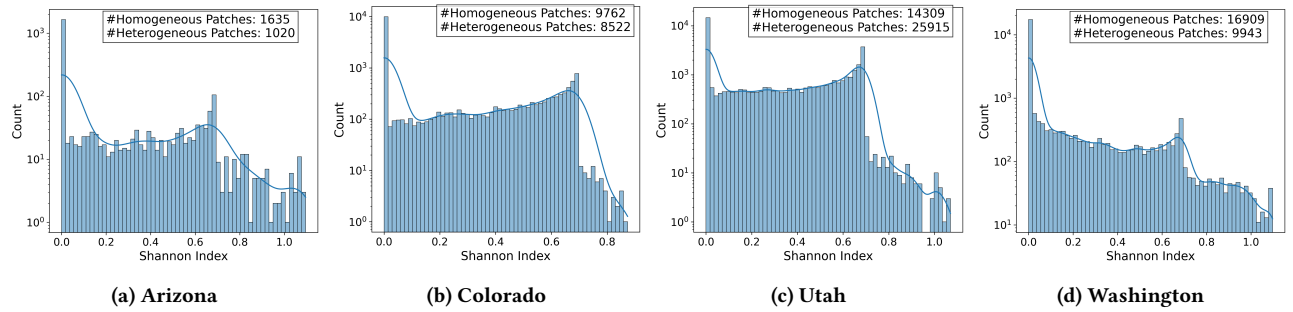 #Homogeneous Patches: 1635
#Heterogeneous Patches: 1020
Count
10³
10²
10¹
10⁰
0.0 0.2 0.4 0.6 0.8 1.0
Shannon Index
(a) Arizona
#Homogeneous Patches: 9762
#Heterogeneous Patches: 8522
Count
10⁴
10³
10²
10¹
10⁰
0.0 0.2 0.4 0.6 0.8
Shannon Index
(b) Colorado
#Homogeneous Patches: 14309
#Heterogeneous Patches: 25915
Count
10⁴
10³
10²
10¹
10⁰
0.0 0.2 0.4 0.6 0.8 1.0
Shannon Index
(c) Utah
#Homogeneous Patches: 16909
#Heterogeneous Patches: 9943
Count
10⁴
10³
10²
10¹
0.0 0.2 0.4 0.6 0.8 1.0
Shannon Index
(d) Washington